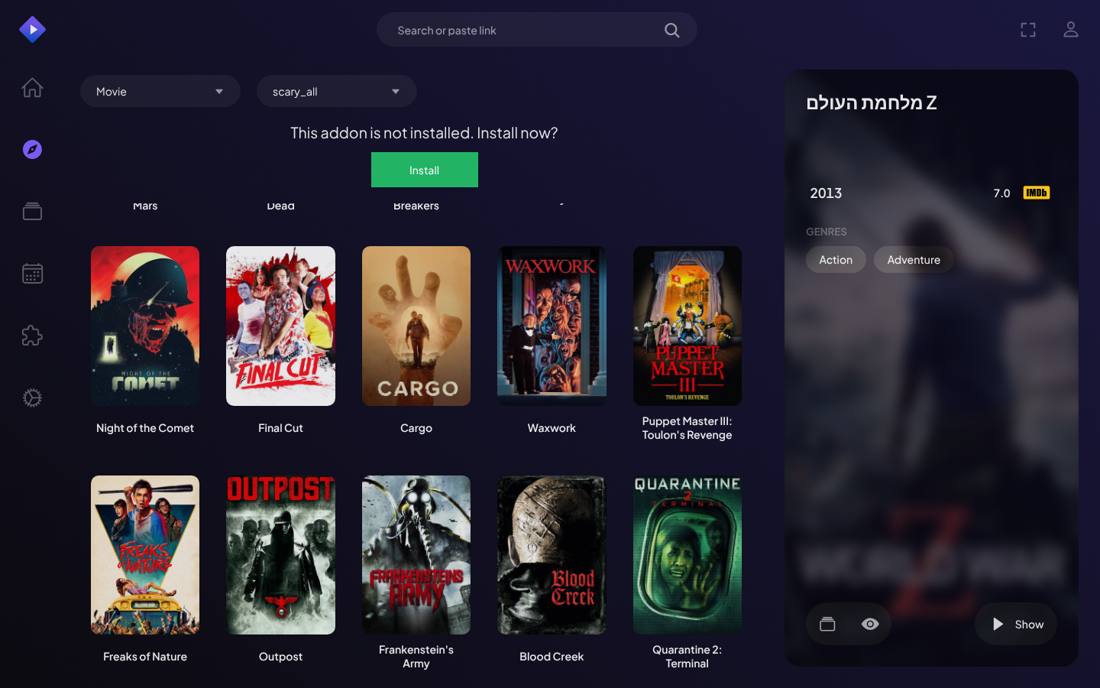 Search or paste link
Movie
scary_all
This addon is not installed. Install now?
Install
Mars
Dead
Breakers
NIGHT OF THE
COMET
FINAL CUT
CARGO
WAXWORK
PUPPET
MASTER
III
TOULON'S REVENGE
Night of the Comet
Final Cut
Cargo
Waxwork
Puppet Master III:
Toulon's Revenge
FREAKS
OF NATURE
OUTPOST
FRANKENSTEIN'S
ARMY
Blood
Creek
QUARANTINE
2
TERMINAL
Freaks of Nature
Outpost
Frankenstein's
Army
Blood Creek
Quarantine 2:
Terminal
מלחמת העולם Z
2013
7.0
IMDb
GENRES
Action
Adventure
WORLD WAR
Z
Show